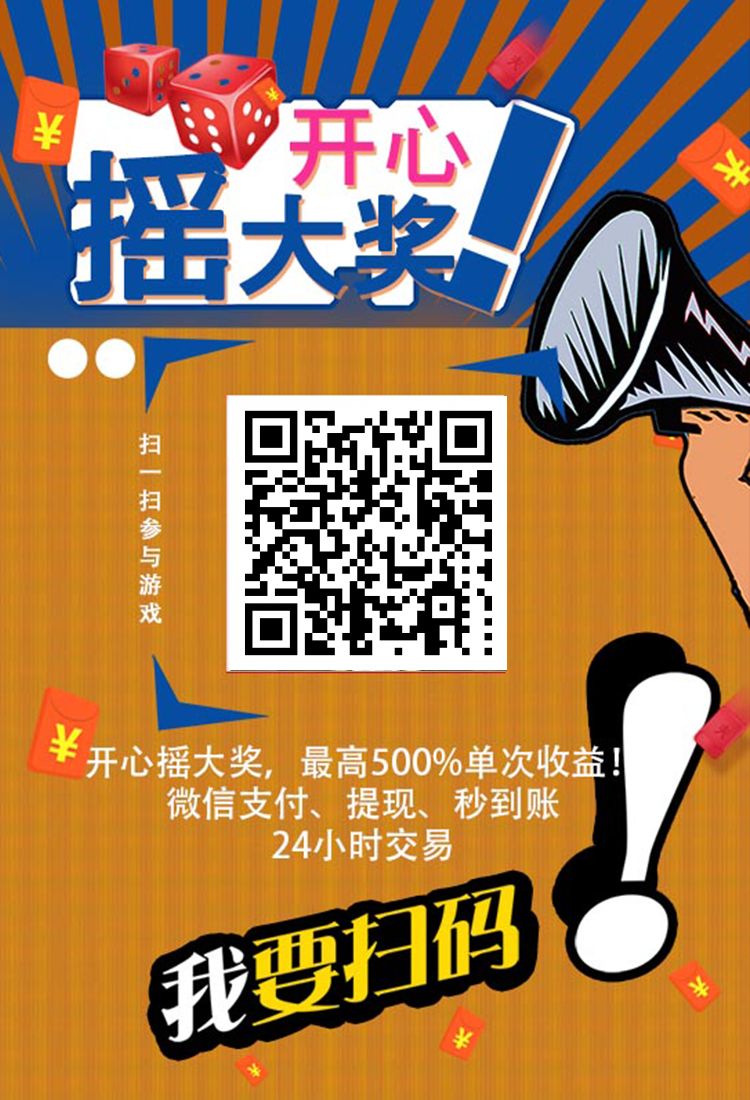 开心
摇大奖!
扫一扫参与游戏
开心摇大奖，最高500%单次收益！
微信支付、提现、秒到账
24小时交易
我要扫码
¥
¥
¥
¥
¥
¥
¥